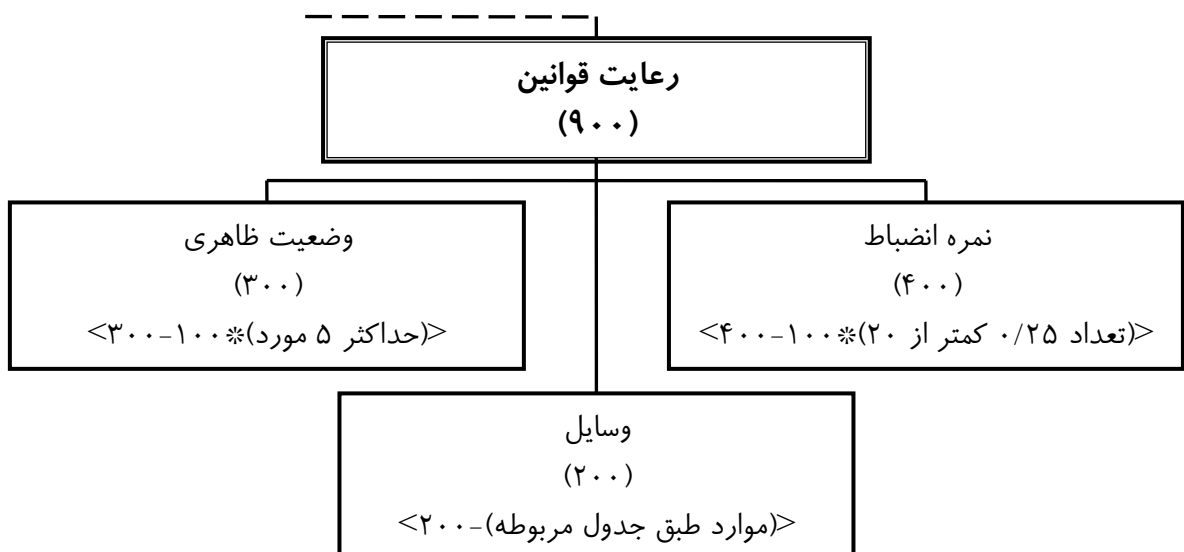 رعایت قوانین
(۹۰۰)
نمره انضباط
(۴۰۰)
<(تعداد ۰/۲۵ کمتر از ۲۰)*۱۰۰-۴۰۰>
وضعیت ظاهری
(۳۰۰)
<(حداکثر ۵ مورد)*۱۰۰-۳۰۰>
وسایل
(۲۰۰)
<(موارد طبق جدول مربوطه)-۲۰۰>